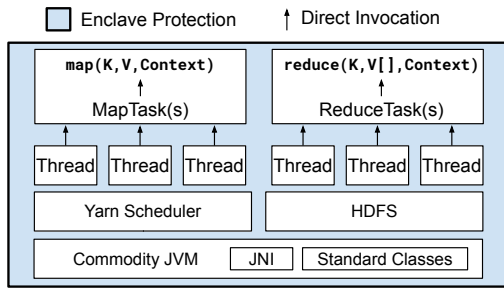 Enclave Protection Direct Invocation
map(K,V,Context) reduce(K,V[],Context)
MapTask(s) ReduceTask(s)
Thread Thread Thread Thread Thread Thread
Yarn Scheduler HDFS
Commodity JVM JNI Standard Classes